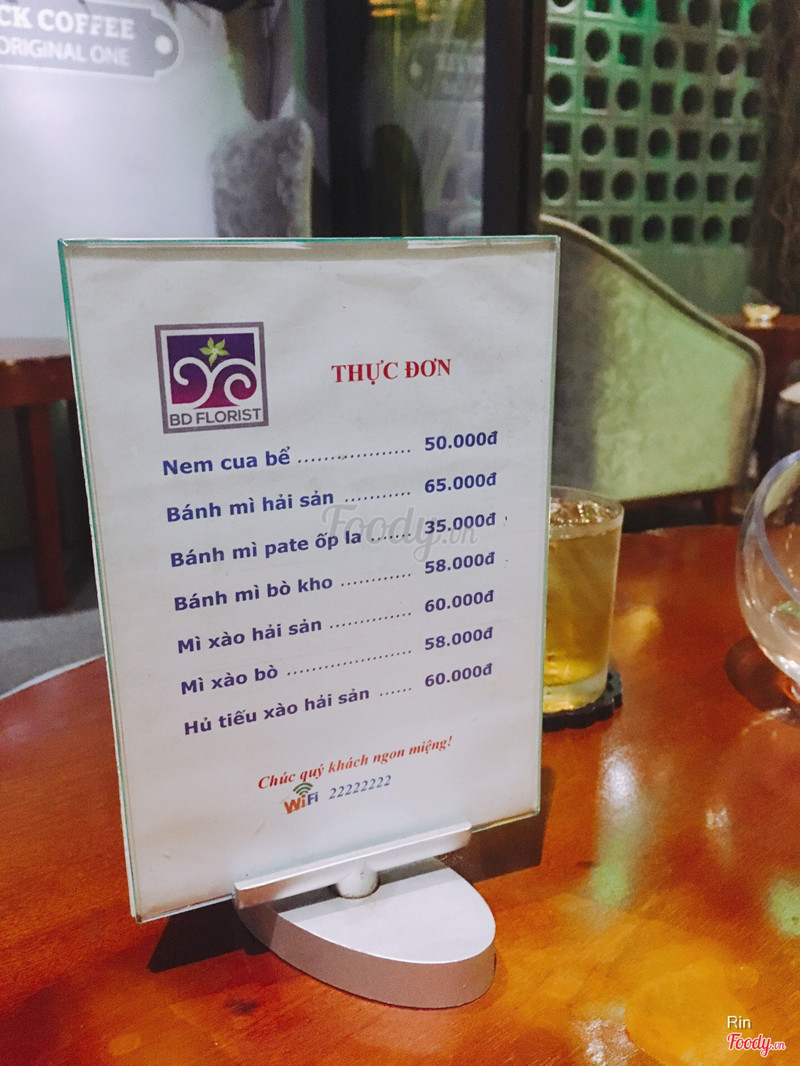 CK COFFEE
ORIGINAL ONE
BD FLORIST
THỰC ĐƠN
Nem cua bể .................. 50.000đ
Bánh mì hải sản ........... 65.000đ
Bánh mì pate ốp la ...... 35.000đ
Bánh mì bò kho ............ 58.000đ
Mì xào hải sản .............. 60.000đ
Mì xào bò ..................... 58.000đ
Hủ tiếu xào hải sản ...... 60.000đ
Chúc quý khách ngon miệng!
WiFi 22222222
Foody.vn
Rin
Foody.vn